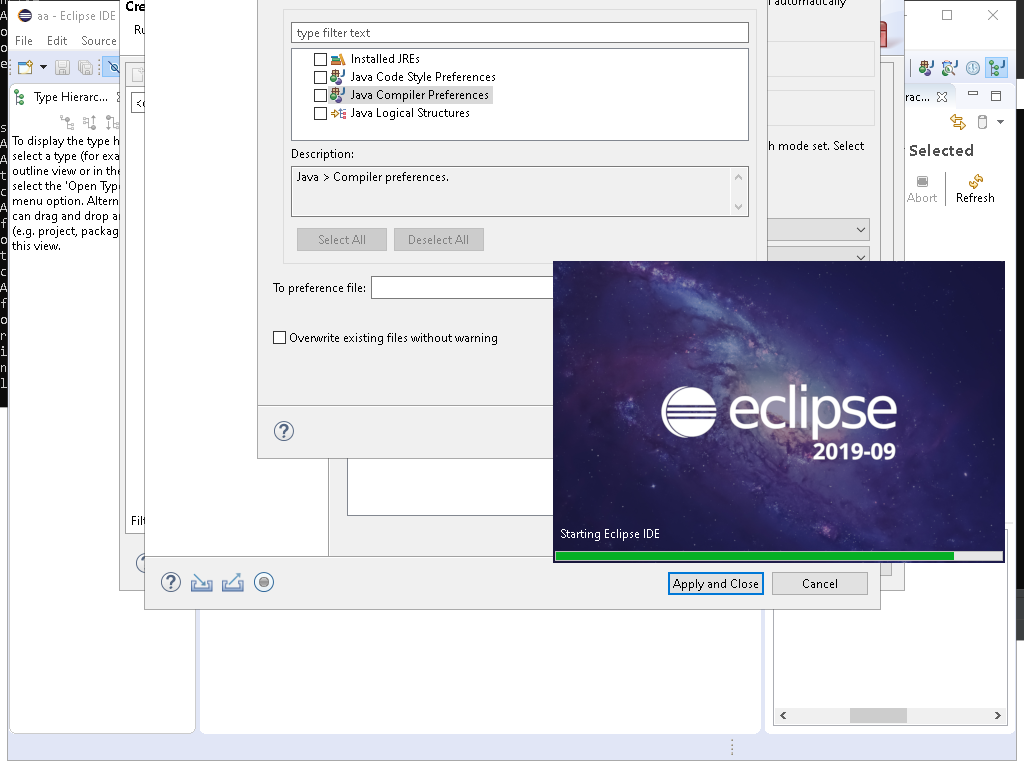 aa - Eclipse IDE
Cre
Ru
l automatically
File Edit Source
type filter text
Installed JREs
Java Code Style Preferences
Java Compiler Preferences
Java Logical Structures
Type Hierarc...
rac...
To display the type h
select a type (for exa
outline view or in the
select the 'Open Type
menu option. Altern
can drag and drop an
(e.g. project, packag
this view.
Description:
Java > Compiler preferences.
h mode set. Select
Selected
Abort
Refresh
Select All
Deselect All
To preference file:
Overwrite existing files without warning
eclipse
2019-09
Starting Eclipse IDE
Filt
Apply and Close
Cancel